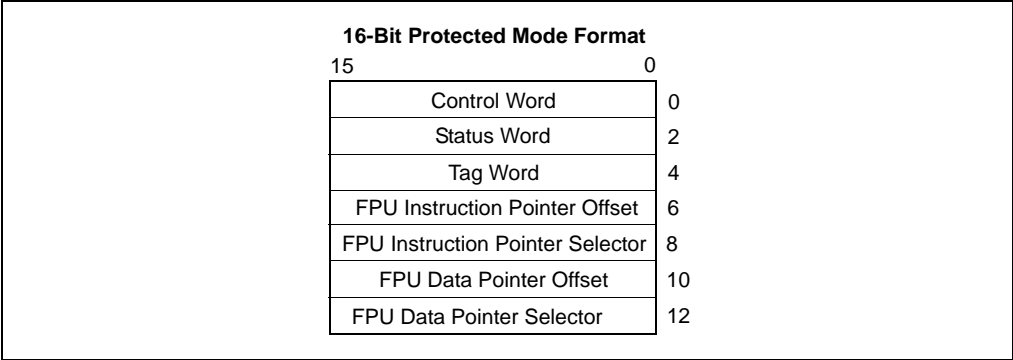 16-Bit Protected Mode Format
15 0
Control Word 0
Status Word 2
Tag Word 4
FPU Instruction Pointer Offset 6
FPU Instruction Pointer Selector 8
FPU Data Pointer Offset 10
FPU Data Pointer Selector 12